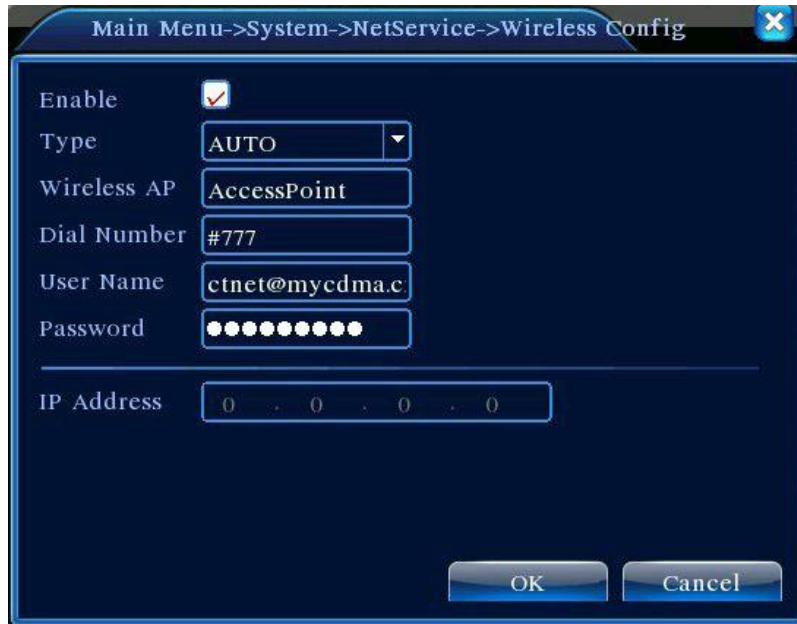 Main Menu->System->NetService->Wireless Config
Enable
Type AUTO
Wireless AP AccessPoint
Dial Number #777
User Name ctnet@mycdma.c
Password ●●●●●●●●●
IP Address 0 . 0 . 0 . 0
OK Cancel